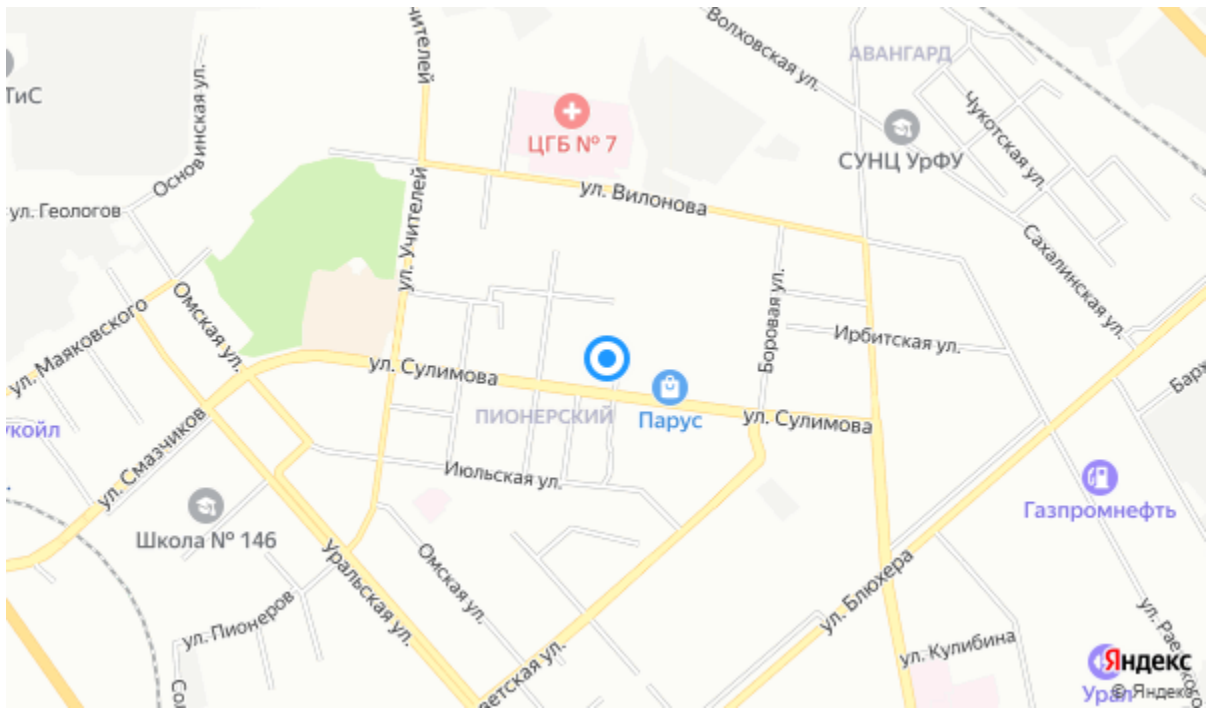 Волховская ул.
АВАНГАРД
Чукотская ул.
СУНЦ УрФУ
ТиС
Основинская ул.
ЦГБ № 7
ул. Вилонова
ул. Геологов
ул. Учителей
Сахалинская ул.
ул. Маяковского
Омская ул.
Боровая ул.
Ирбитская ул.
ул. Сулимова
ПИОНЕРСКИЙ
Парус
ул. Сулимова
ул. Смазчиков
Июльская ул.
Газпромнефть
Школа № 146
Уральская ул.
Омская ул.
ул. Блюхера
ул. Пионеров
ул. Кулибина
Яндекс
Урал
© Яндекс